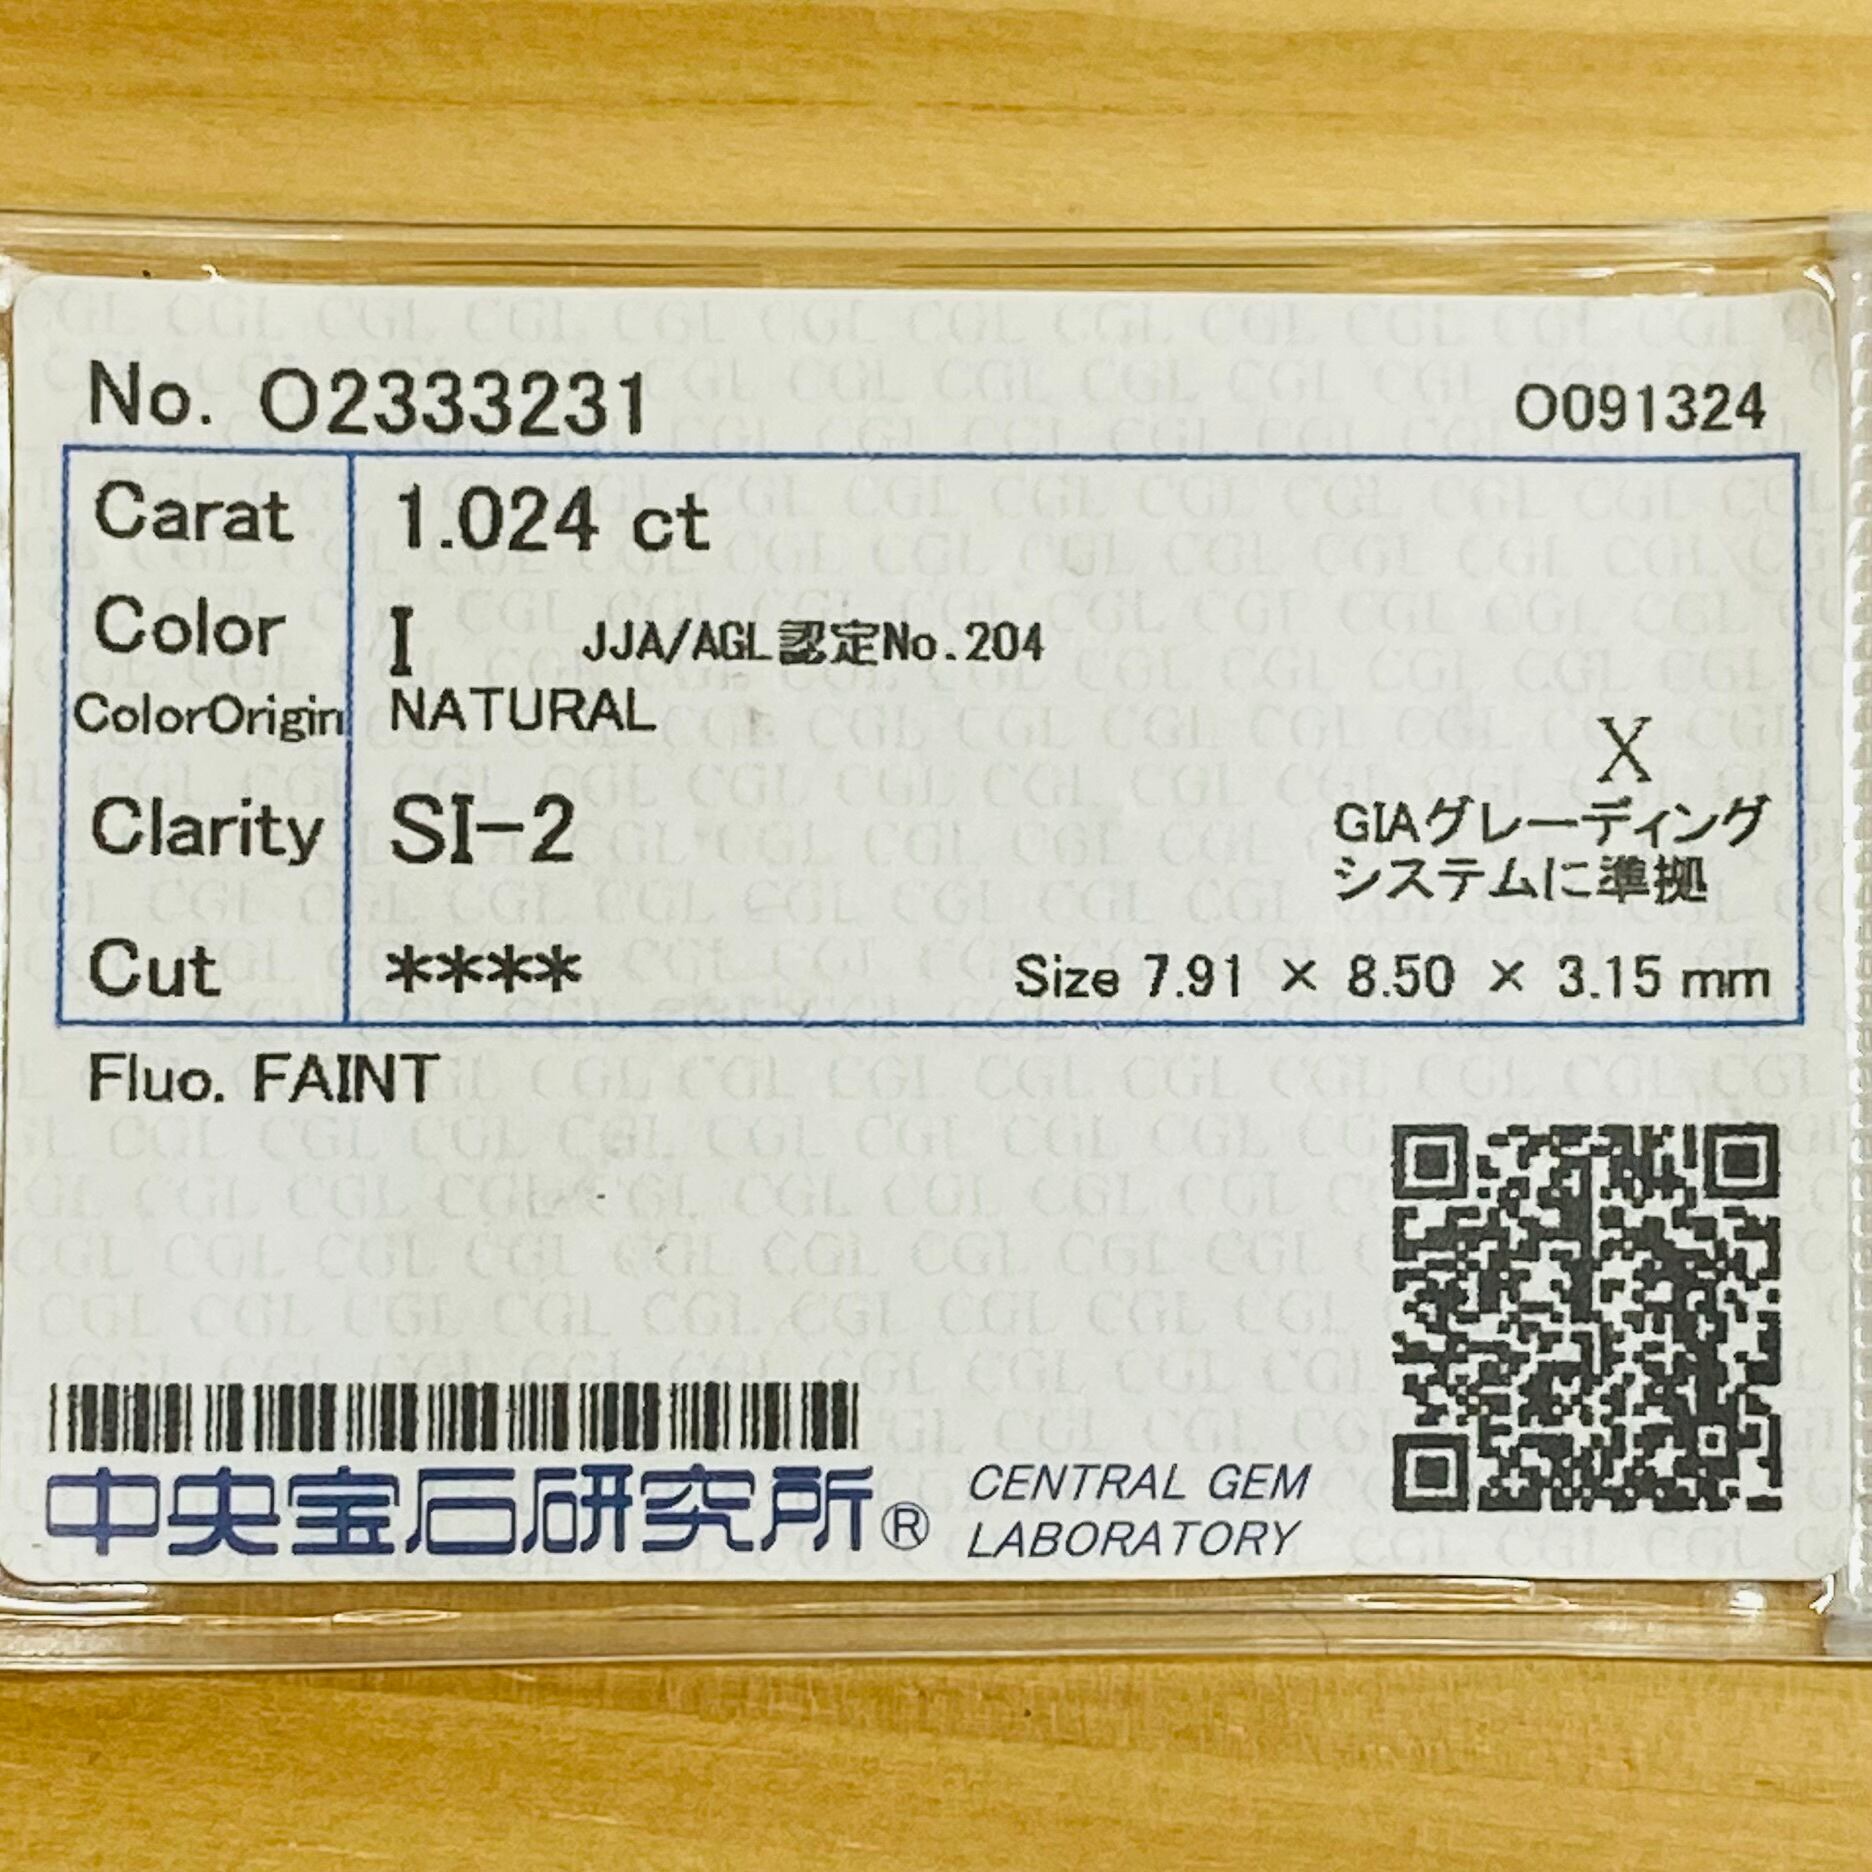 No. O2333231
O091324
Carat 1.024 ct
Color I JJA/AGL認定No.204
ColorOrigin NATURAL
X
Clarity SI-2
GIAグレーディング
システムに準拠
Cut ****
Size 7.91 × 8.50 × 3.15 mm
Fluo. FAINT
中央宝石研究所®
CENTRAL GEM
LABORATORY